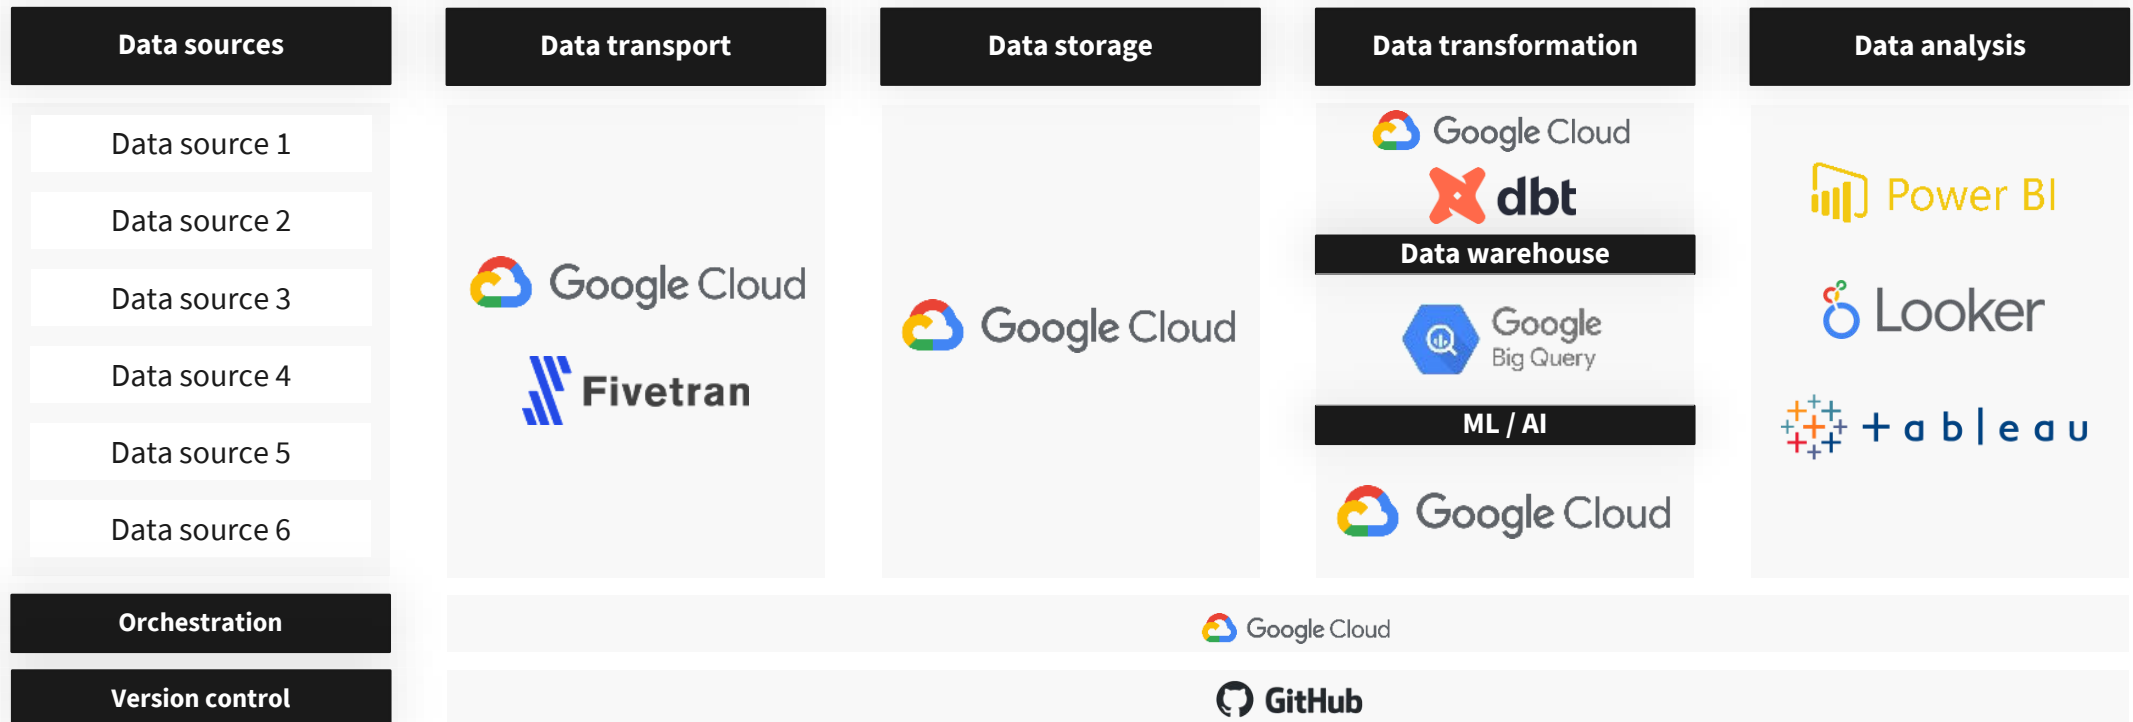 Data sources
Data transport
Data storage
Data transformation
Data analysis
Data source 1
Data source 2
Data source 3
Data source 4
Data source 5
Data source 6
Google Cloud
Fivetran
Google Cloud
Google Cloud
dbt
Data warehouse
Google
Big Query
ML / AI
Google Cloud
Power BI
Looker
+ a b l e a u
Orchestration
Google Cloud
Version control
GitHub